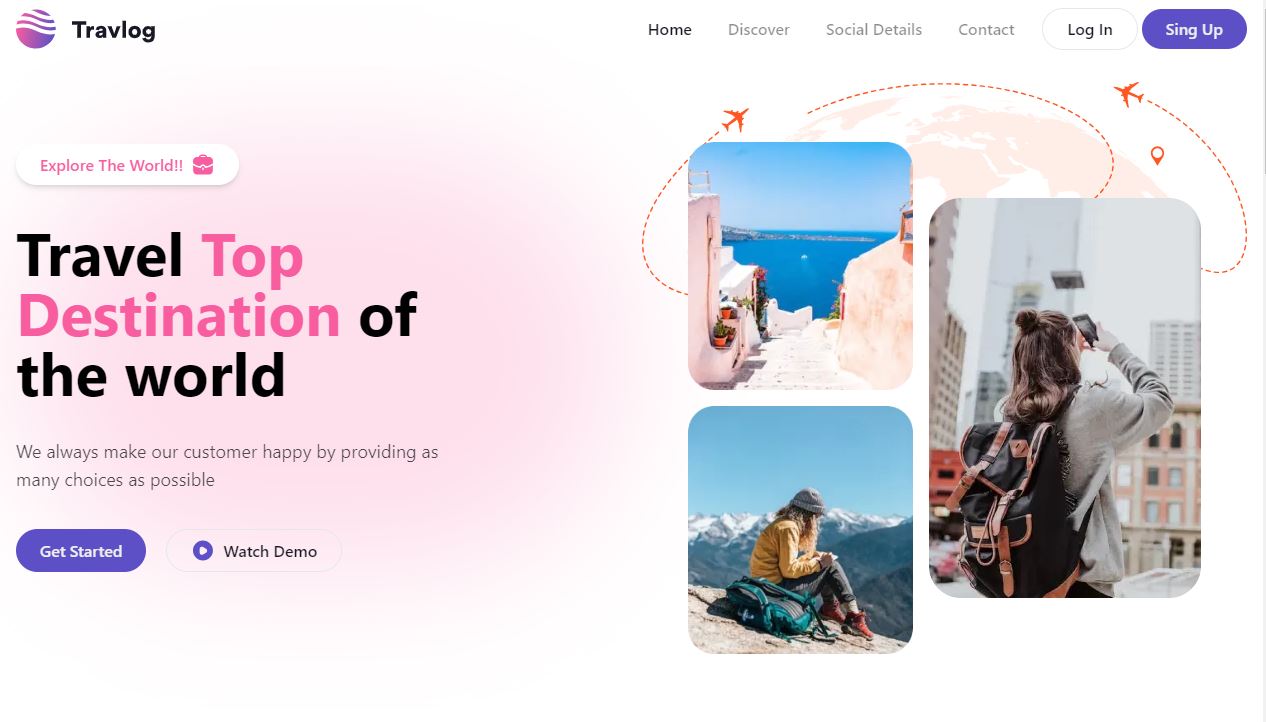 Travlog
Home
Discover
Social Details
Contact
Log In
Sing Up
Explore The World!!
Travel Top
Destination of
the world
We always make our customer happy by providing as
many choices as possible
Get Started
Watch Demo